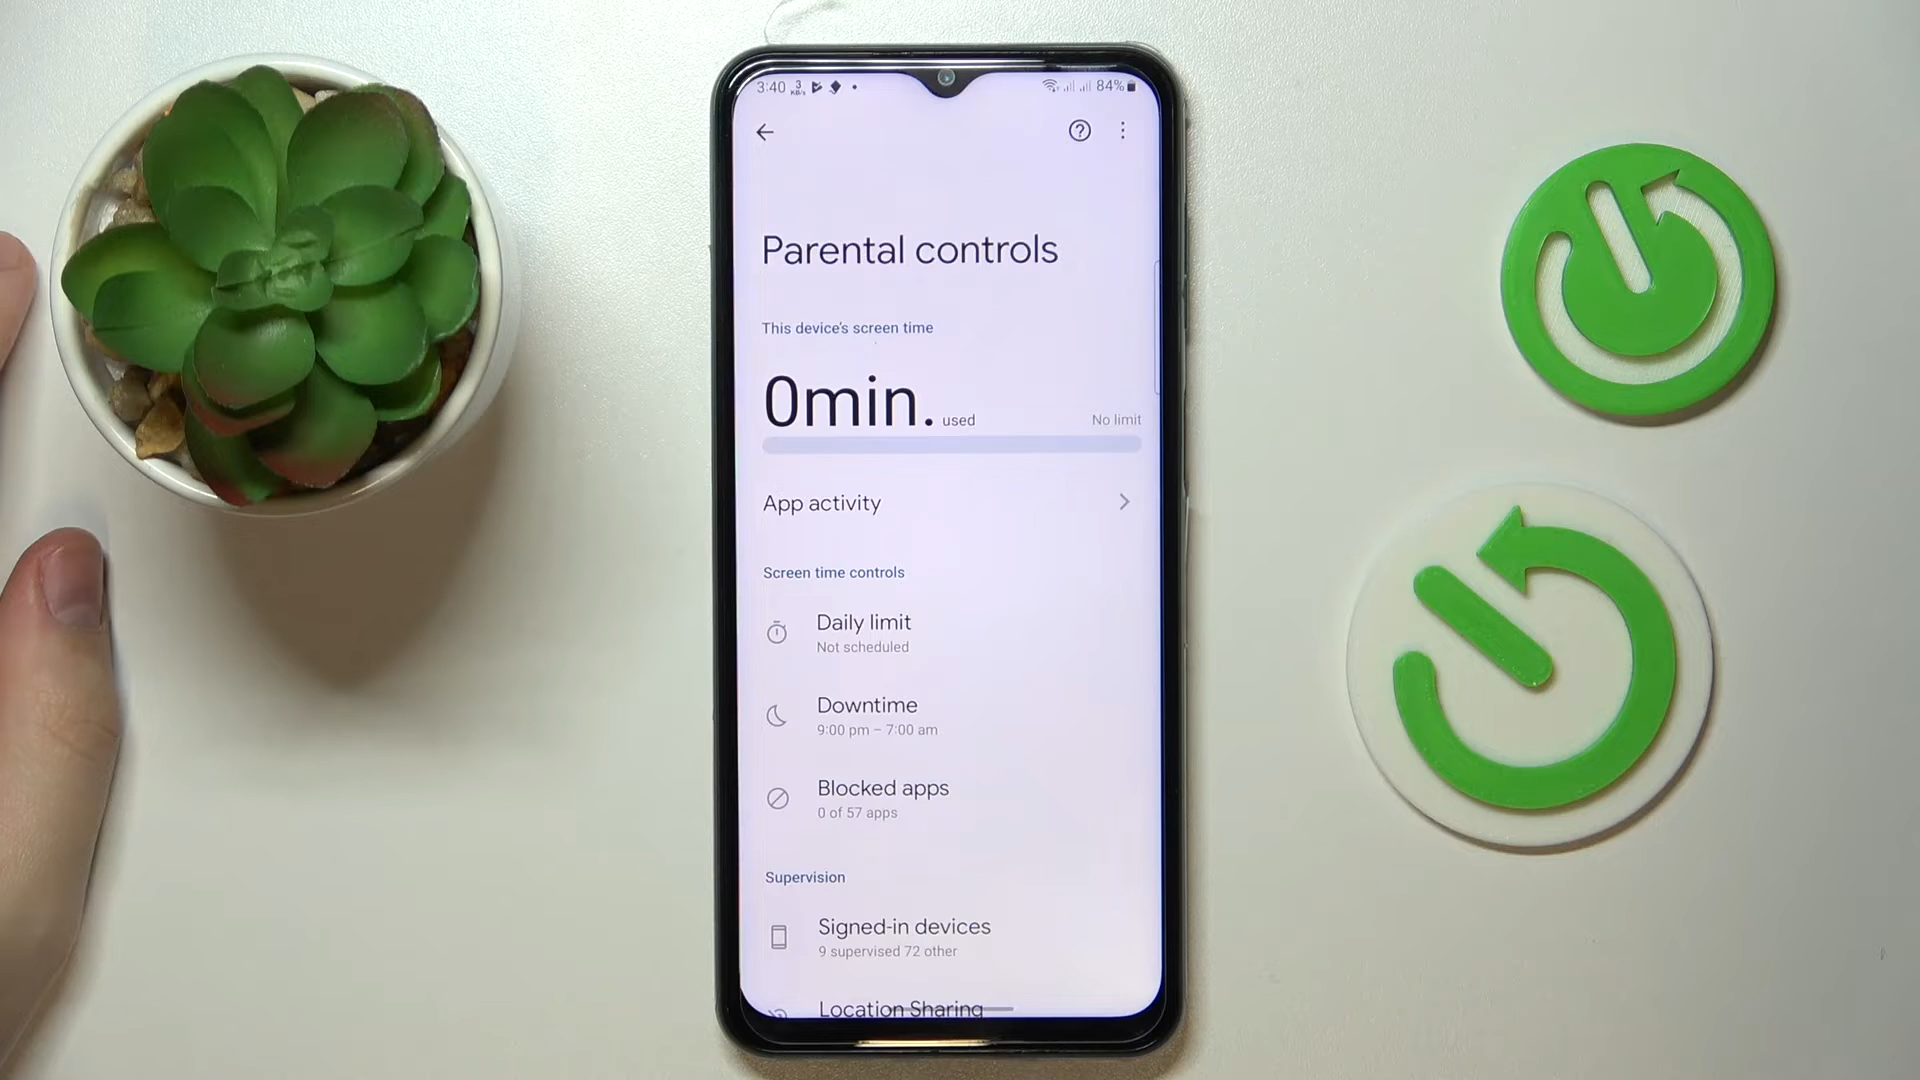 3:40 3 KB/s 84%
Parental controls
This device's screen time
0min. used No limit
App activity
Screen time controls
Daily limit
Not scheduled
Downtime
9:00 pm – 7:00 am
Blocked apps
0 of 57 apps
Supervision
Signed-in devices
9 supervised 72 other
Location Sharing